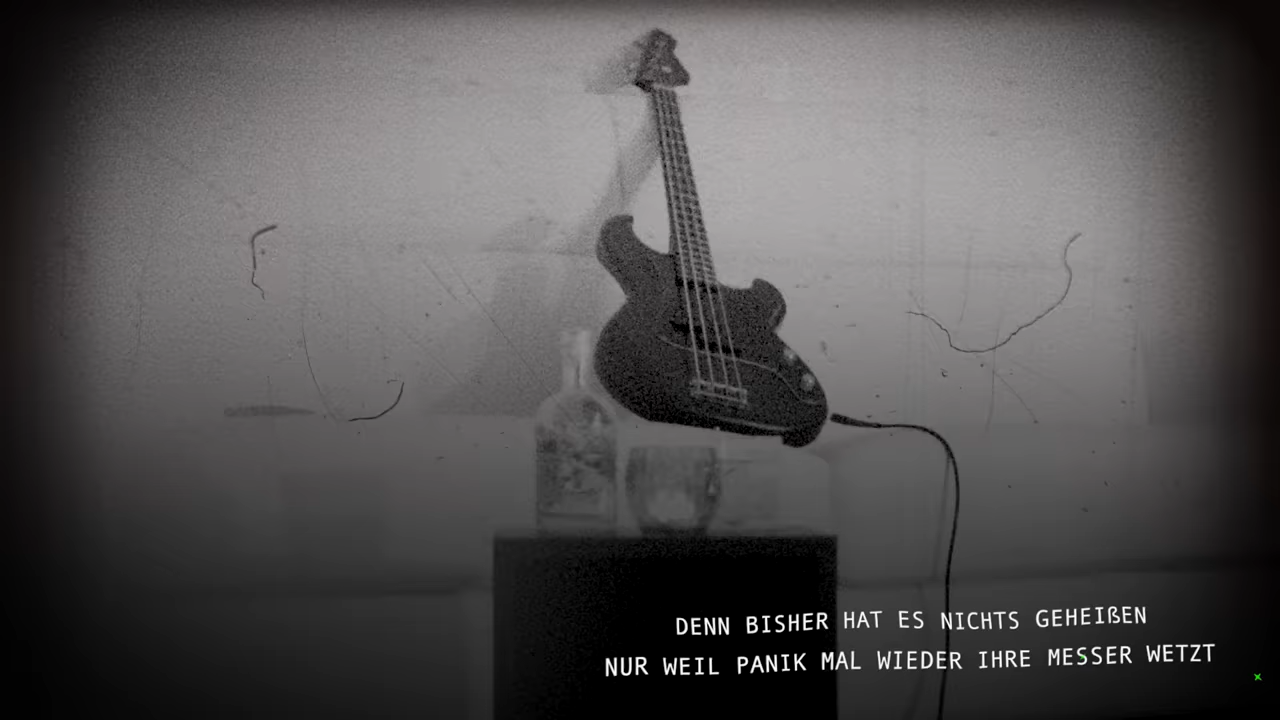 DENN BISHER HAT ES NICHTS GEHEIẞEN
NUR WEIL PANIK MAL WIEDER IHRE MESSER WETZT